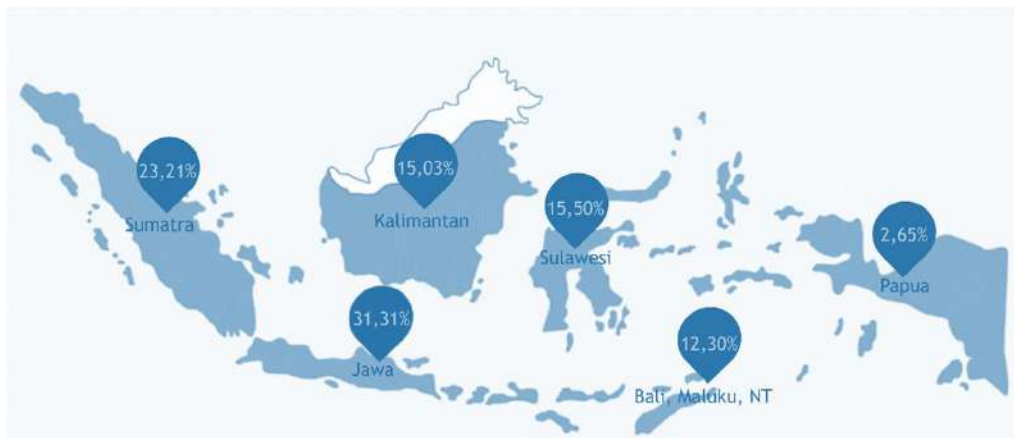 23,21%
Sumatra
15,03%
Kalimantan
15,50%
Sulawesi
2,65%
Papua
31,31%
Jawa
12,30%
Bali, Maluku, NT